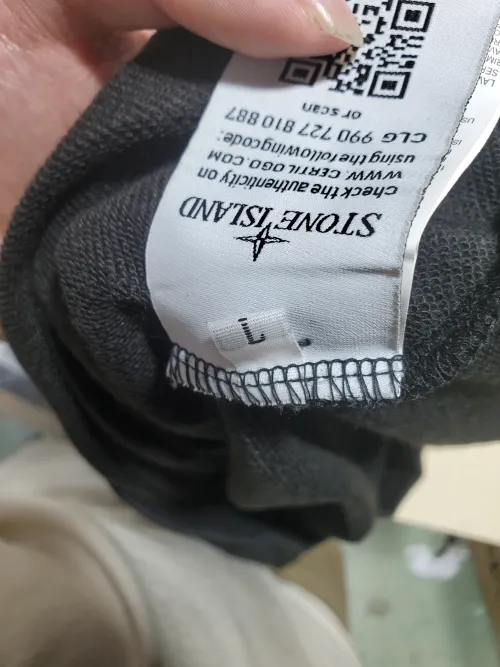 STONE ISLAND
check the authenticity on
WWW. CERTILOGO.COM
using the following code:
CLG 990 727 810 887
or scan
L